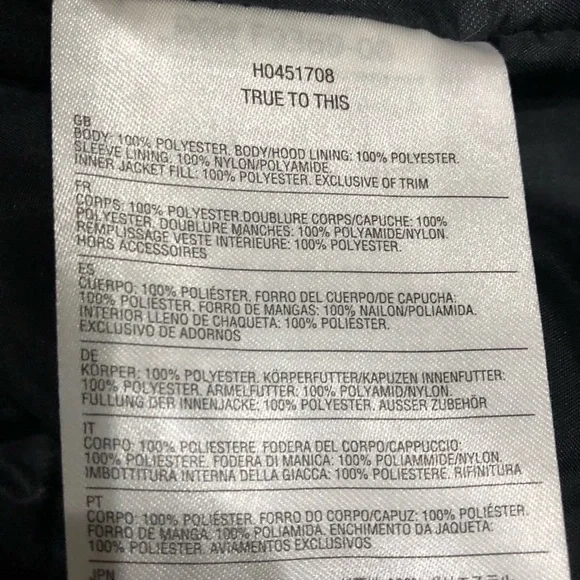 H0451708
TRUE TO THIS
GB
BODY: 100% POLYESTER. BODY/HOOD LINING: 100% POLYESTER.
SLEEVE LINING: 100% NYLON/POLYAMIDE.
INNER JACKET FILL: 100% POLYESTER. EXCLUSIVE OF TRIM
FR
CORPS: 100% POLYESTER.DOUBLURE CORPS/CAPUCHE: 100%
POLYESTER. DOUBLURE MANCHES: 100% POLYAMIDE/NYLON.
REMPLISSAGE VESTE INTERIEURE: 100% POLYESTER.
HORS ACCESSOIRES
ES
CUERPO: 100% POLIÉSTER. FORRO DEL CUERPO/DE CAPUCHA:
100% POLIÉSTER. FORRO DE MANGAS: 100% NAILON/POLIAMIDA.
INTERIOR LLENO DE CHAQUETA: 100% POLIÉSTER.
EXCLUSIVO DE ADORNOS
DE
KÖRPER: 100% POLYESTER. KÖRPERFUTTER/KAPUZEN INNENFUTTER:
100% POLYESTER. ÄRMELFUTTER: 100% POLYAMID/NYLON.
FÜLLUNG DER INNENJACKE: 100% POLYESTER. AUSSER ZUBEHÖR
IT
CORPO: 100% POLIESTERE. FODERA DEL CORPO/CAPPUCCIO:
100% POLIESTERE. FODERA DI MANICA: 100% POLIAMMIDE/NYLON.
IMBOTTITURA INTERNA DELLA GIACCA: 100% POLIESTERE. RIFINITURA
PT
CORPO: 100% POLIÉSTER. FORRO DO CORPO/CAPUZ: 100% POLIÉSTER.
FORRO DE MANGA: 100% POLIAMIDA. ENCHIMENTO DA JAQUETA:
100% POLIÉSTER. AVIAMENTOS EXCLUSIVOS
JPN